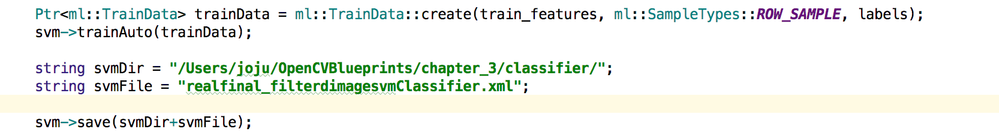 Ptr<ml::TrainData> trainData = ml::TrainData::create(train_features, ml::SampleTypes::ROW_SAMPLE, labels);
svm->trainAuto(trainData);
string svmDir = "/Users/joju/OpenCVBlueprints/chapter_3/classifier/";
string svmFile = "realfinal_filterdimagesvmClassifier.xml";
svm->save(svmDir+svmFile);